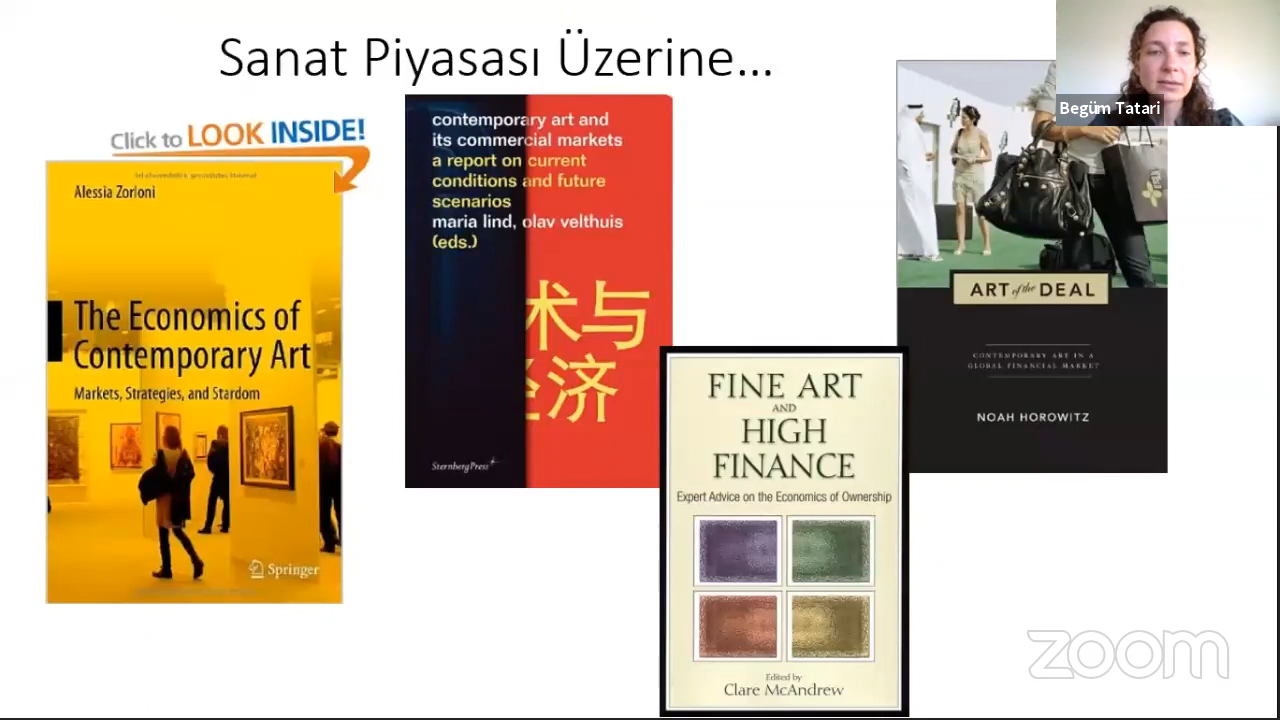 Sanat Piyasası Üzerine...
Begüm Tatari
Click to LOOK INSIDE!
Alessia Zorloni
The Economics of
Contemporary Art
Markets, Strategies, and Stardom
Springer
contemporary art and
its commercial markets
a report on current
conditions and future
scenarios
maria lind, olav velthuis
(eds.)
术与
济
SternbergPress
FINE ART
AND
HIGH
FINANCE
Expert Advice on the Economics of Ownership
Edited by
Clare McAndrew
ART of the DEAL
CONTEMPORARY ART IN A
GLOBAL FINANCIAL MARKET
NOAH HOROWITZ
zoom